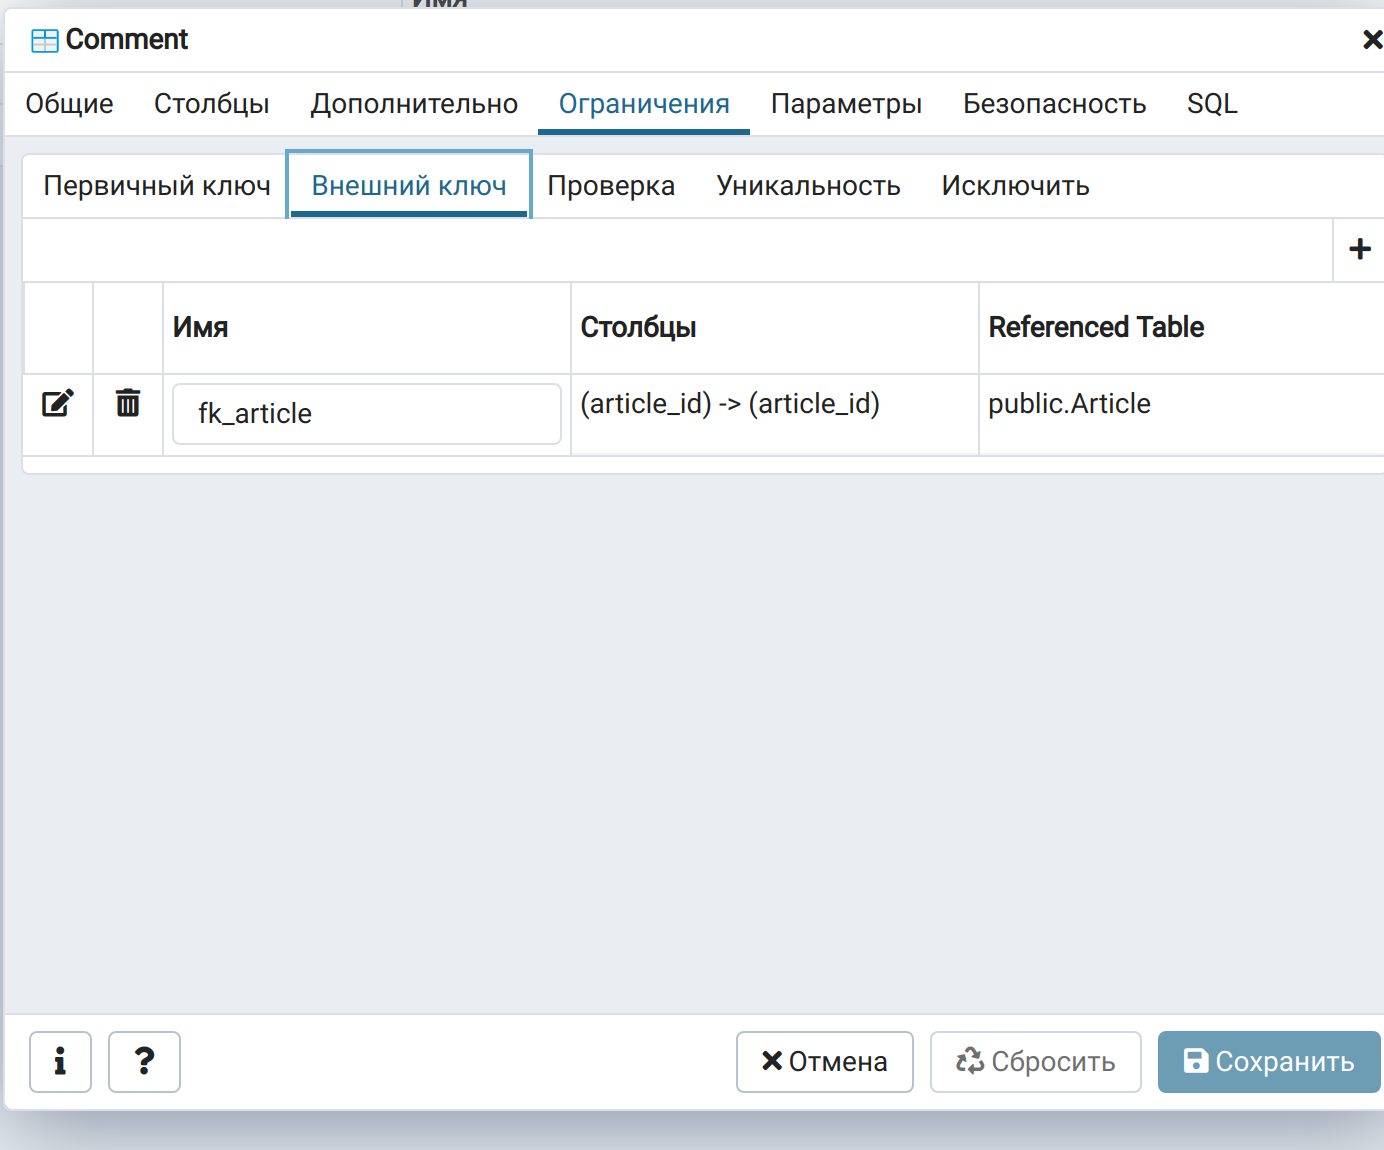 Имя
Comment
Общие Столбцы Дополнительно Ограничения Параметры Безопасность SQL
Первичный ключ Внешний ключ Проверка Уникальность Исключить
Имя Столбцы Referenced Table
fk_article (article_id) -> (article_id) public.Article
Отмена Сбросить Сохранить